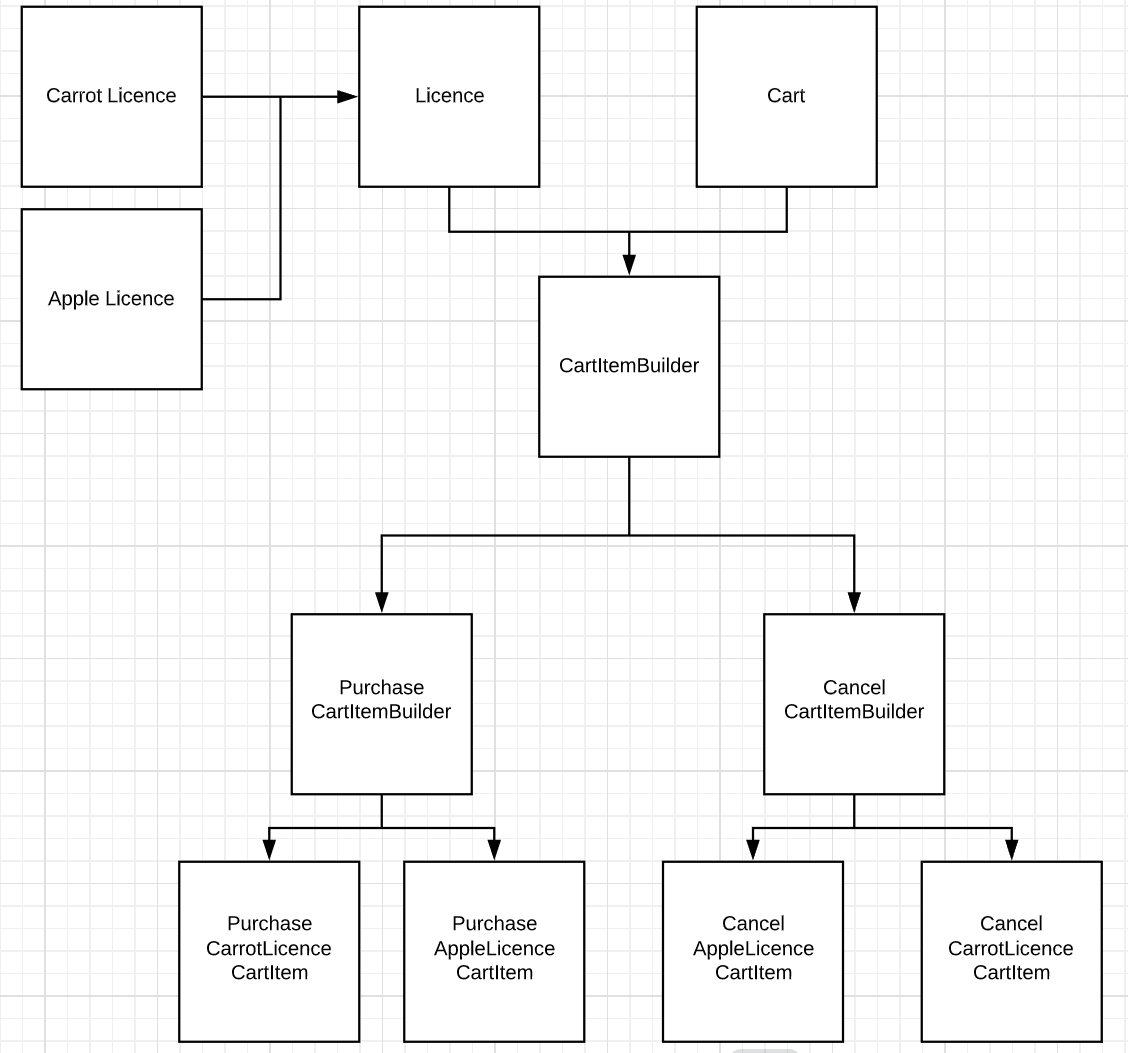 Carrot Licence
Licence
Cart
Apple Licence
CartItemBuilder
Purchase
CartItemBuilder
Cancel
CartItemBuilder
Purchase
CarrotLicence
CartItem
Purchase
AppleLicence
CartItem
Cancel
AppleLicence
CartItem
Cancel
CarrotLicence
CartItem